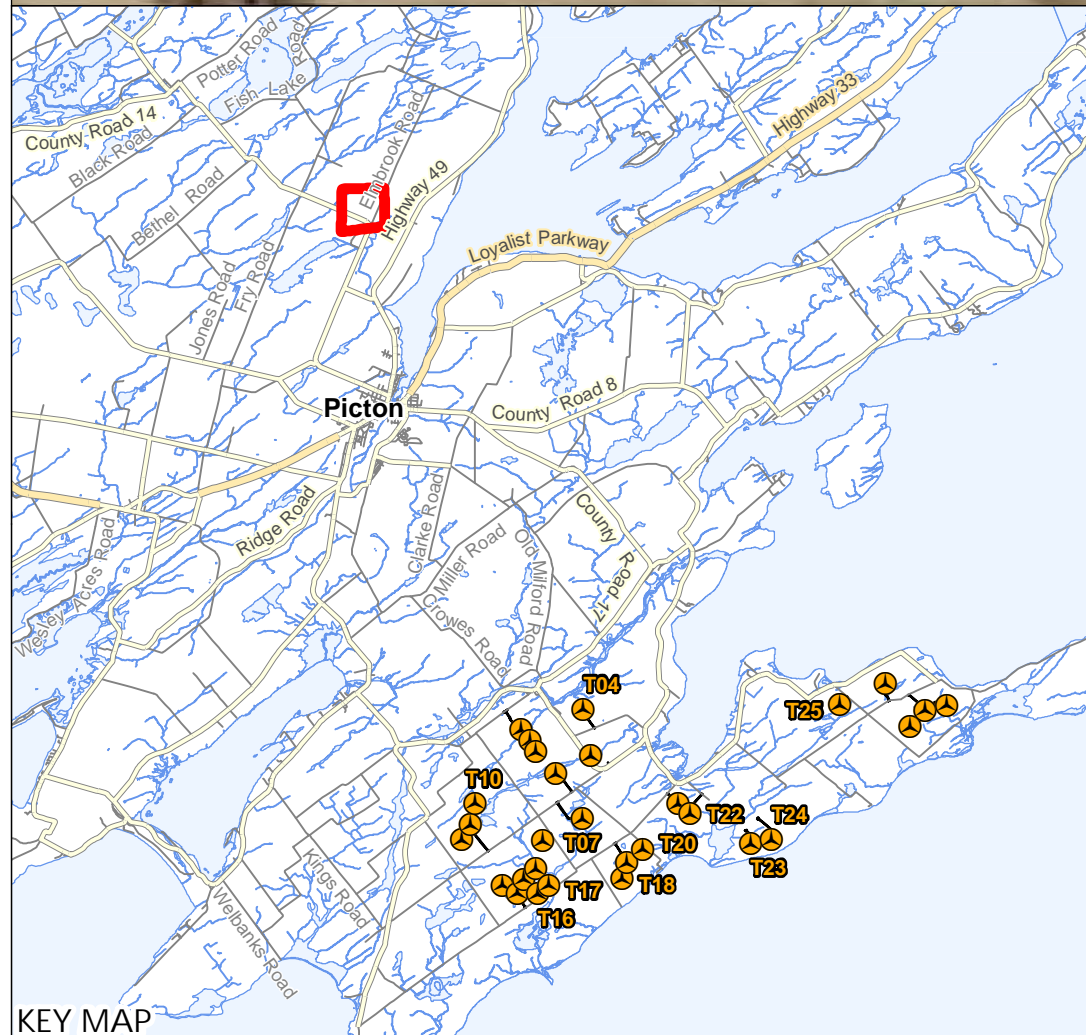 Potter Road
Fish Lake Road
County Road 14
Black Road
Bethel Road
Elmbrook Road
Highway 49
Highway 33
Loyalist Parkway
Jones Road
Fry Road
Picton
County Road 8
Ridge Road
Clarke Road
Miller Road
Crowes Road
Old Milford Road
County Road 17
Wesley Acres Road
T04
T25
T10
T22
T24
T07
T20
T23
T17
T18
T16
Kings Road
Welbanks Road
KEY MAP